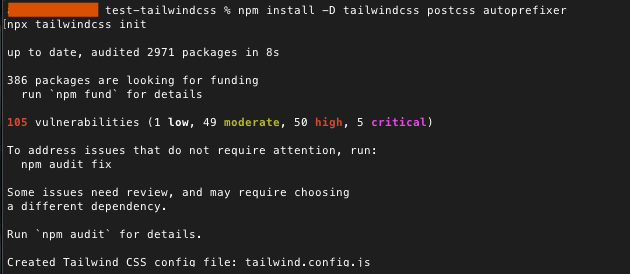 test-tailwindcss % npm install -D tailwindcss postcss autoprefixer
[npx tailwindcss init
up to date, audited 2971 packages in 8s
386 packages are looking for funding
run `npm fund` for details
105 vulnerabilities (1 low, 49 moderate, 50 high, 5 critical)
To address issues that do not require attention, run:
npm audit fix
Some issues need review, and may require choosing
a different dependency.
Run `npm audit` for details.
Created Tailwind CSS config file: tailwind.config.js